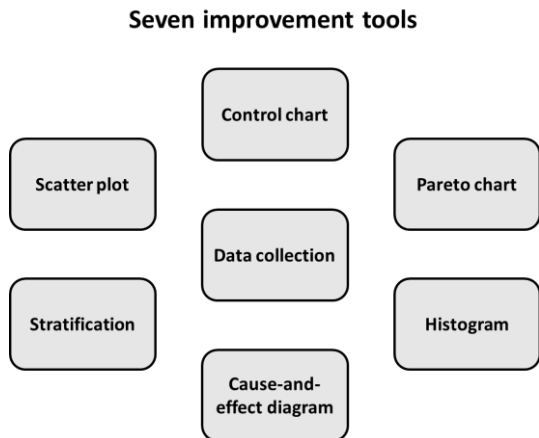 Seven improvement tools
Control chart
Scatter plot
Pareto chart
Data collection
Stratification
Histogram
Cause-and-
effect diagram